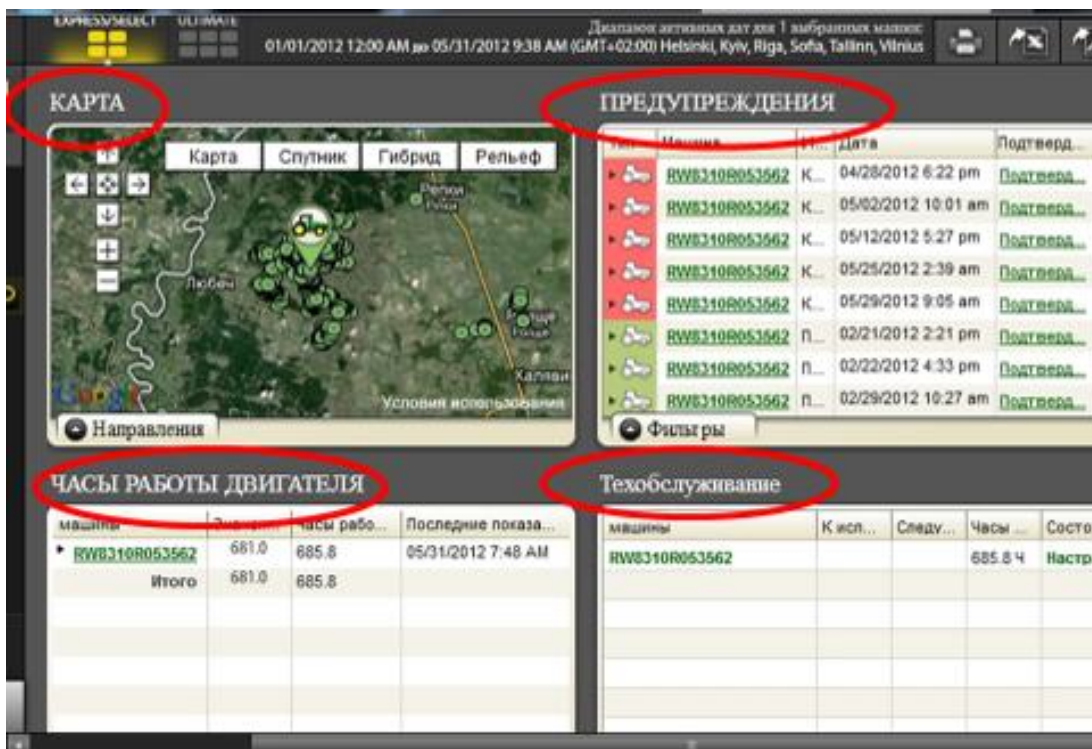 EXPRESS/SELECT
ULTIMATE
Диапазон активных дат для 1 выбранных машин:
01/01/2012 12:00 AM до 05/31/2012 9:38 AM (GMT+02:00) Helsinki, Kyiv, Riga, Sofia, Tallinn, Vilnius
КАРТА
Карта Спутник Гибрид Рельеф
Репки
Ріпки
Любеч
Халяви
Google
Условия использования
Направления
ПРЕДУПРЕЖДЕНИЯ
Тип Машина И... Дата Подтверд...
RW8310R053562 К... 04/28/2012 6:22 pm Подтверд...
RW8310R053562 К... 05/02/2012 10:01 am Подтверд...
RW8310R053562 К... 05/12/2012 5:27 pm Подтверд...
RW8310R053562 К... 05/25/2012 2:39 am Подтверд...
RW8310R053562 К... 05/29/2012 9:05 am Подтверд...
RW8310R053562 П... 02/21/2012 2:21 pm Подтверд...
RW8310R053562 П... 02/22/2012 4:33 pm Подтверд...
RW8310R053562 П... 02/29/2012 10:27 am Подтверд...
Фильтры
ЧАСЫ РАБОТЫ ДВИГАТЕЛЯ
машины Значен... Часы рабо... Последние показа...
RW8310R053562 681.0 685.8 05/31/2012 7:48 AM
Итого 681.0 685.8
Техобслуживание
машины К исп... Следу... Часы ... Состо
RW8310R053562 685.8 Ч Настр